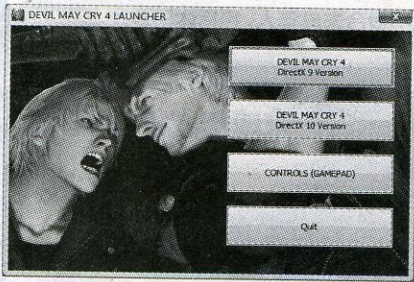 DEVIL MAY CRY 4 LAUNCHER
DEVIL MAY CRY 4
DirectX 9 Version
DEVIL MAY CRY 4
DirectX 10 Version
CONTROLS (GAMEPAD)
Quit